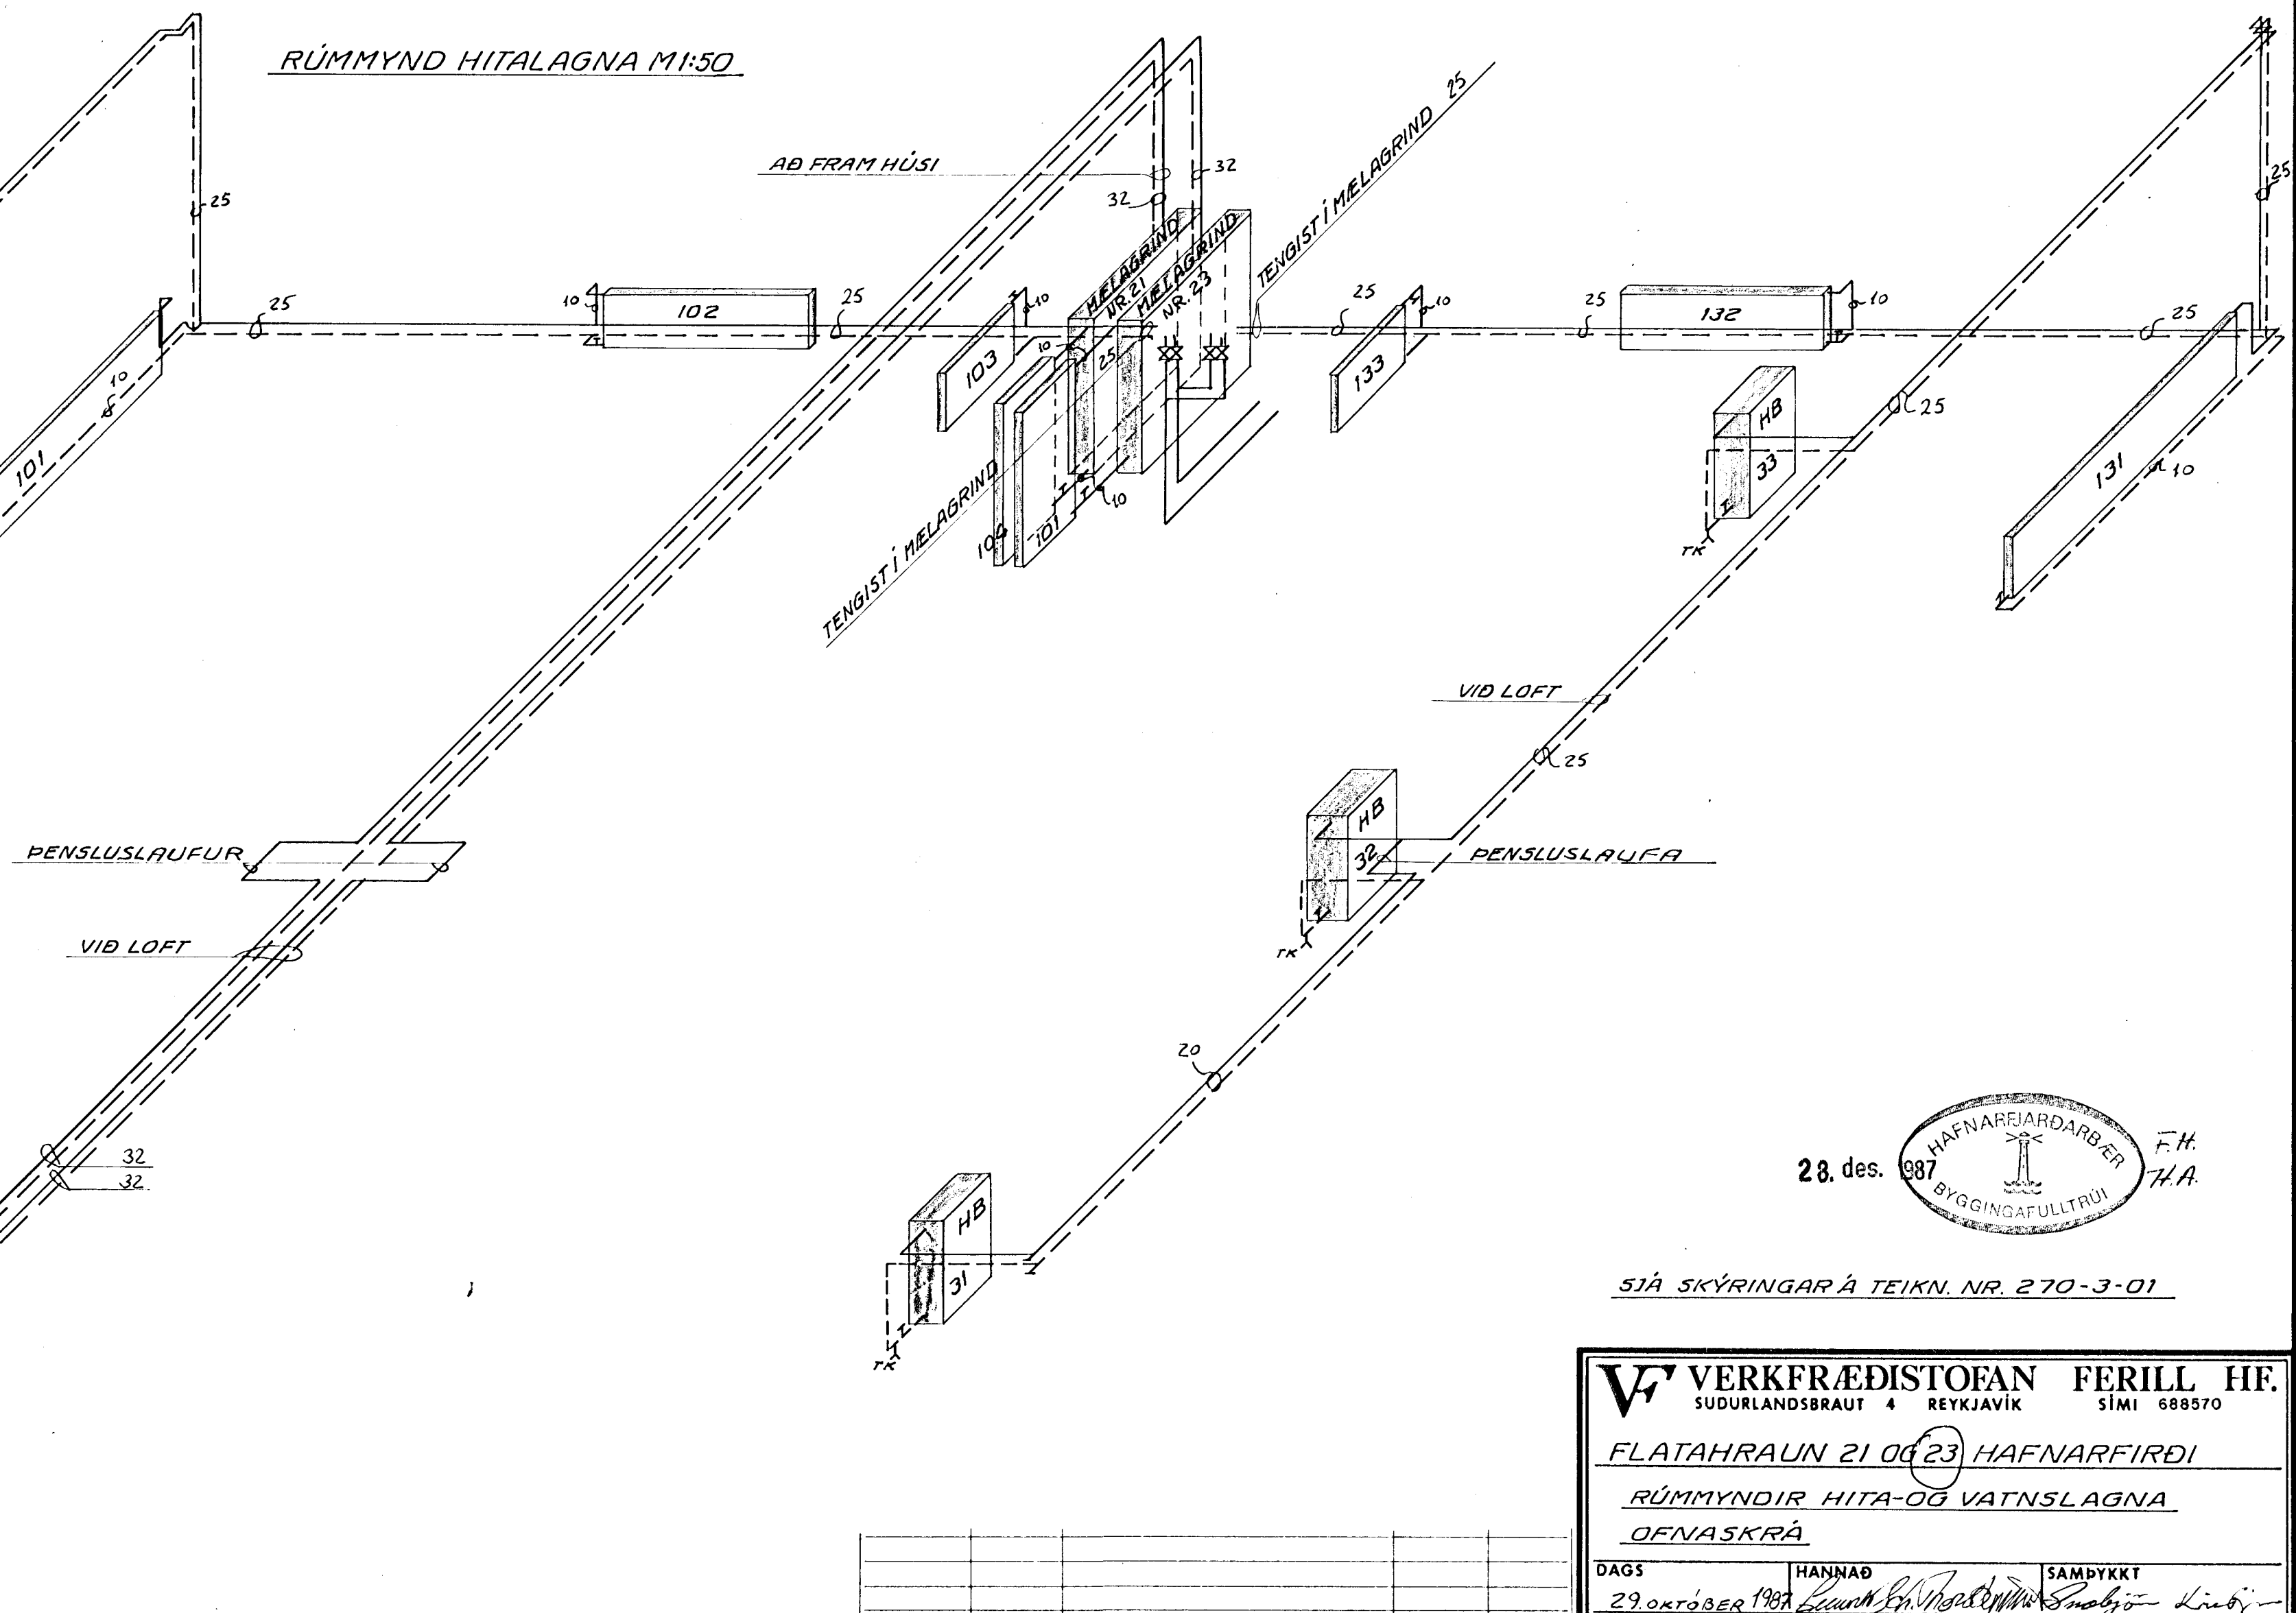 RÚMMYND HITALAGNA M1:50
AÐ FRAM HÚSI
32
32
TENGIST Í MÆLAGRIND 25
25
25
MÆLAGRIND
NR. 21
MÆLAGRIND
NR. 23
25
10
102
25
10
103
10
25
25
133
10
25
132
10
25
101
10
104
101
10
TENGIST Í MÆLAGRIND
HB
33
TK
25
131
10
VIÐ LOFT
25
ÞENSLUSLAUFUR
HB
32
ÞENSLUSLAUFA
TK
VIÐ LOFT
20
32
32
HB
31
TK
28. des. 1987
HAFNARFJARÐARBÆR
BYGGINGAFULLTRÚI
F.H.
H.A.
SJÁ SKÝRINGAR Á TEIKN. NR. 270-3-01
VF VERKFRÆÐISTOFAN FERILL HF.
SUDURLANDSBRAUT 4 REYKJAVÍK SÍMI 688570
FLATAHRAUN 21 OG 23 HAFNARFIRÐI
RÚMMYNDIR HITA-OG VATNSLAGNA
OFNASKRÁ
DAGS HANNAÐ SAMÞYKKT
29. OKTÓBER 1987